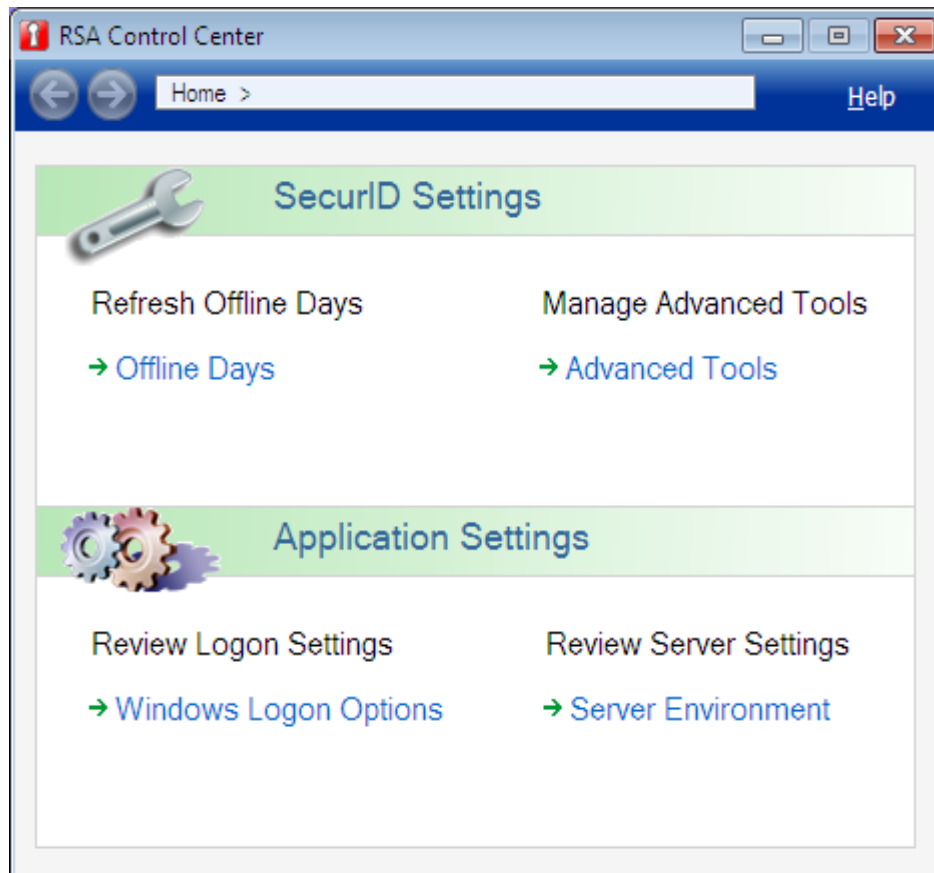 RSA Control Center
Home >
Help
SecurID Settings
Refresh Offline Days
Manage Advanced Tools
Offline Days
Advanced Tools
Application Settings
Review Logon Settings
Review Server Settings
Windows Logon Options
Server Environment